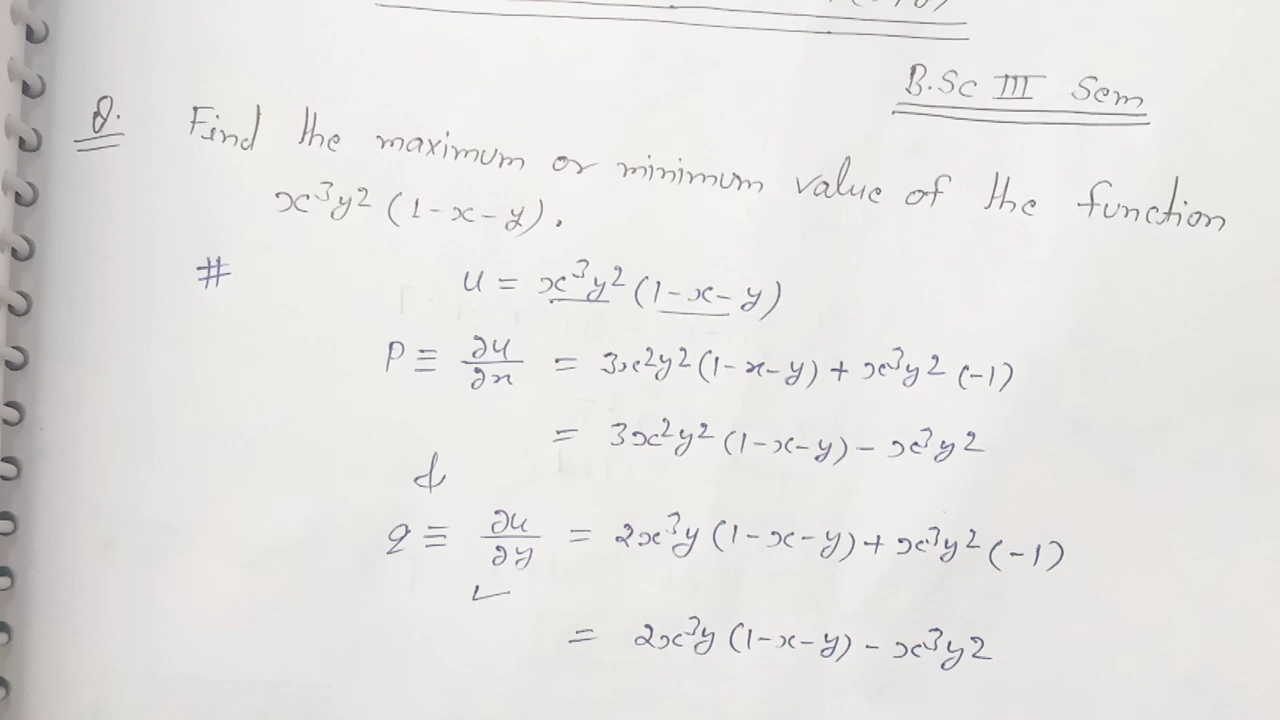 B.Sc III Sem
Q. Find the maximum or minimum value of the function
x³y² (1-x-y).
# u = x³y² (1-x-y)
p ≡ ∂u/∂x = 3x²y² (1-x-y) + x³y² (-1)
= 3x²y² (1-x-y) - x³y²
&
q ≡ ∂u/∂y = 2x³y (1-x-y) + x³y² (-1)
= 2x³y (1-x-y) - x³y²